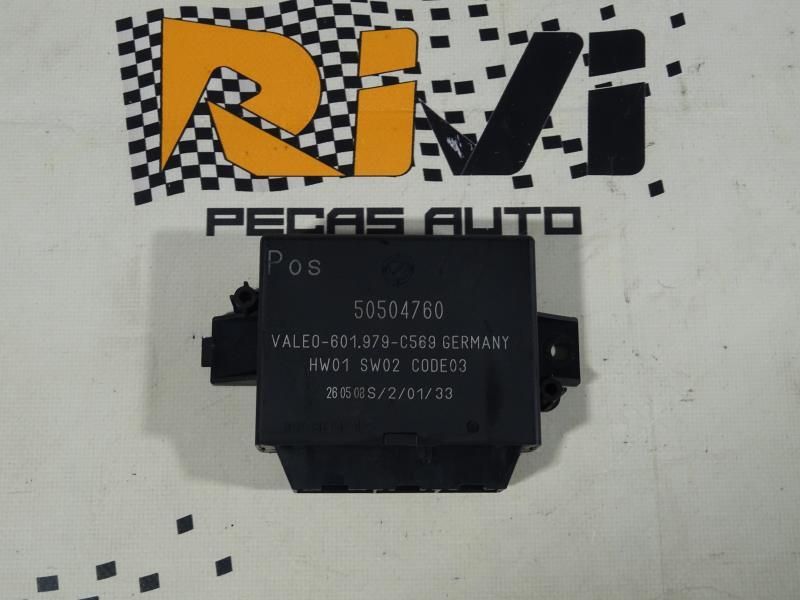 RiVi
PECAS AUTO
Pos
50504760
VALEO-601.979-C569 GERMANY
HW01 SW02 CODE03
260508S/2/01/33